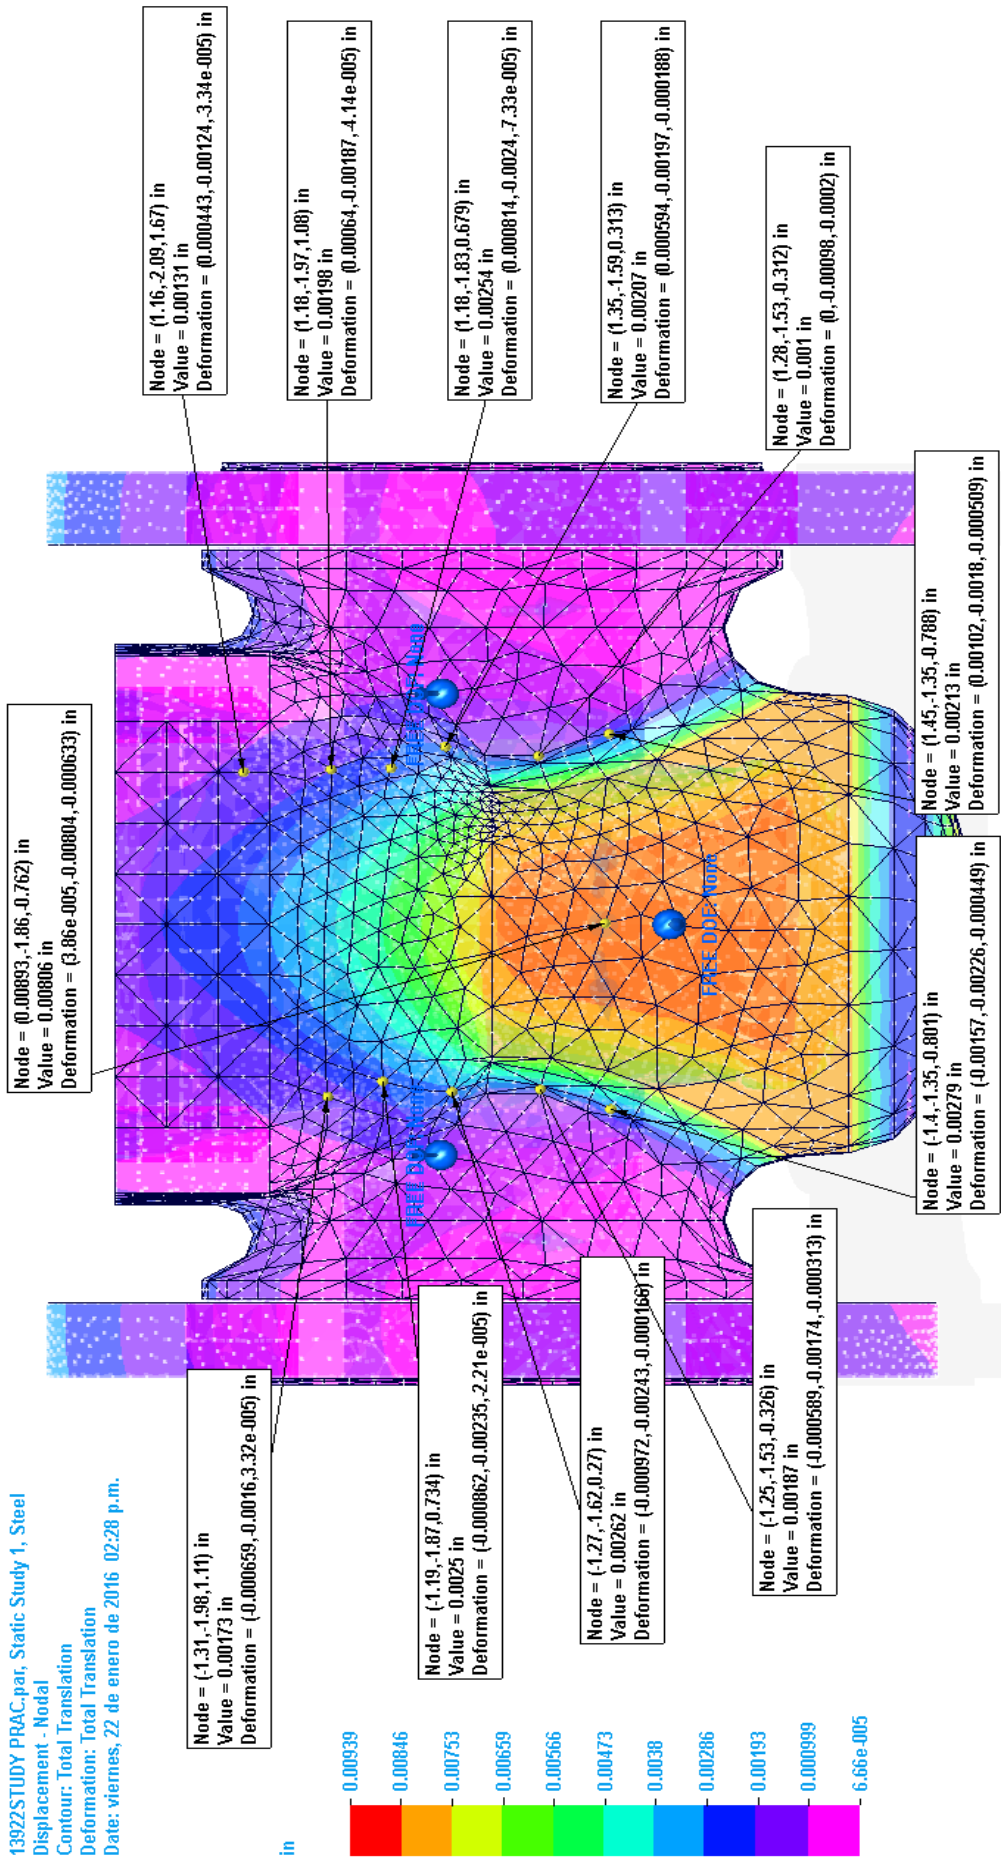 13922STUDY PRAC.par, Static Study 1, Steel
Displacement - Nodal
Contour: Total Translation
Deformation: Total Translation
Date: viernes, 22 de enero de 2016 02:28 p.m.
in
0.00939
0.00846
0.00753
0.00659
0.00566
0.00473
0.0038
0.00286
0.00193
0.000999
6.66e-005
Node = (-1.31,-1.98,1.11) in
Value = 0.00173 in
Deformation = (-0.000659,-0.0016,3.32e-005) in
Node = (-1.19,-1.87,0.734) in
Value = 0.0025 in
Deformation = (-0.000862,-0.00235,-2.21e-005) in
Node = (-1.27,-1.62,0.27) in
Value = 0.00262 in
Deformation = (-0.000972,-0.00243,-0.000166) in
Node = (-1.25,-1.53,-0.326) in
Value = 0.00187 in
Deformation = (-0.000589,-0.00174,-0.000313) in
Node = (-1.4,-1.35,-0.801) in
Value = 0.00279 in
Deformation = (-0.00157,-0.00226,-0.000449) in
Node = (0.00893,-1.86,-0.762) in
Value = 0.00806 in
Deformation = (3.86e-005,-0.00804,-0.000633) in
FREE DOF: None
FREE DOF: None
FREE DOF: None
Node = (1.16,-2.09,1.67) in
Value = 0.00131 in
Deformation = (0.000443,-0.00124,-3.34e-005) in
Node = (1.18,-1.97,1.08) in
Value = 0.00198 in
Deformation = (0.00064,-0.00187,-4.14e-005) in
Node = (1.18,-1.83,0.679) in
Value = 0.00254 in
Deformation = (0.000814,-0.0024,-7.33e-005) in
Node = (1.35,-1.59,0.313) in
Value = 0.00207 in
Deformation = (0.000594,-0.00197,-0.000188) in
Node = (1.28,-1.53,-0.312) in
Value = 0.001 in
Deformation = (0,-0.00098,-0.0002) in
Node = (1.45,-1.35,-0.788) in
Value = 0.00213 in
Deformation = (0.00102,-0.0018,-0.000509) in